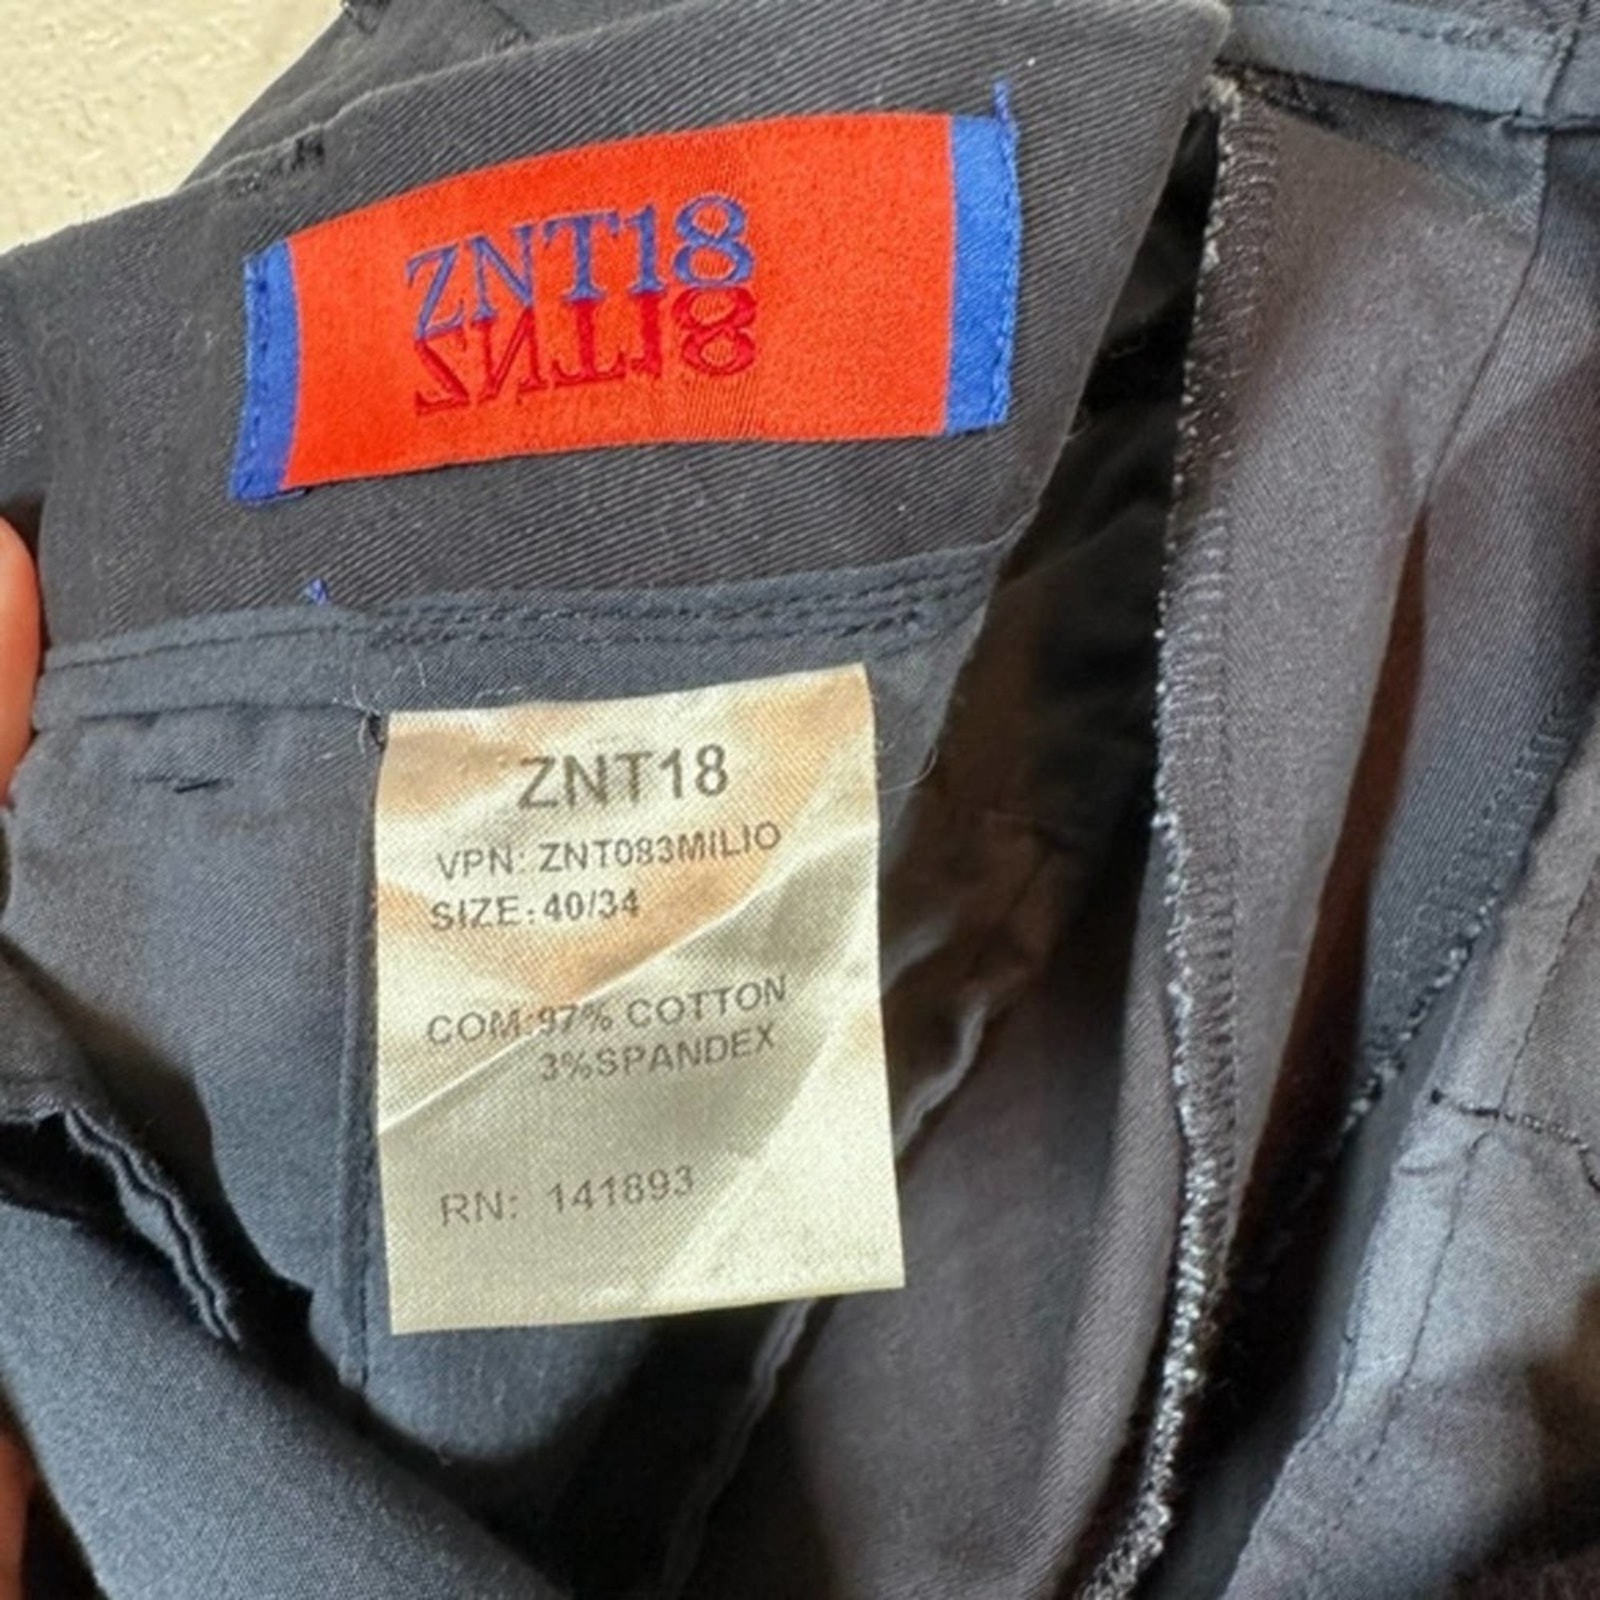 ZNT18
ZNT18
ZNT18
VPN: ZNT083MILIO
SIZE: 40/34
COM: 97% COTTON
3%SPANDEX
RN: 141893